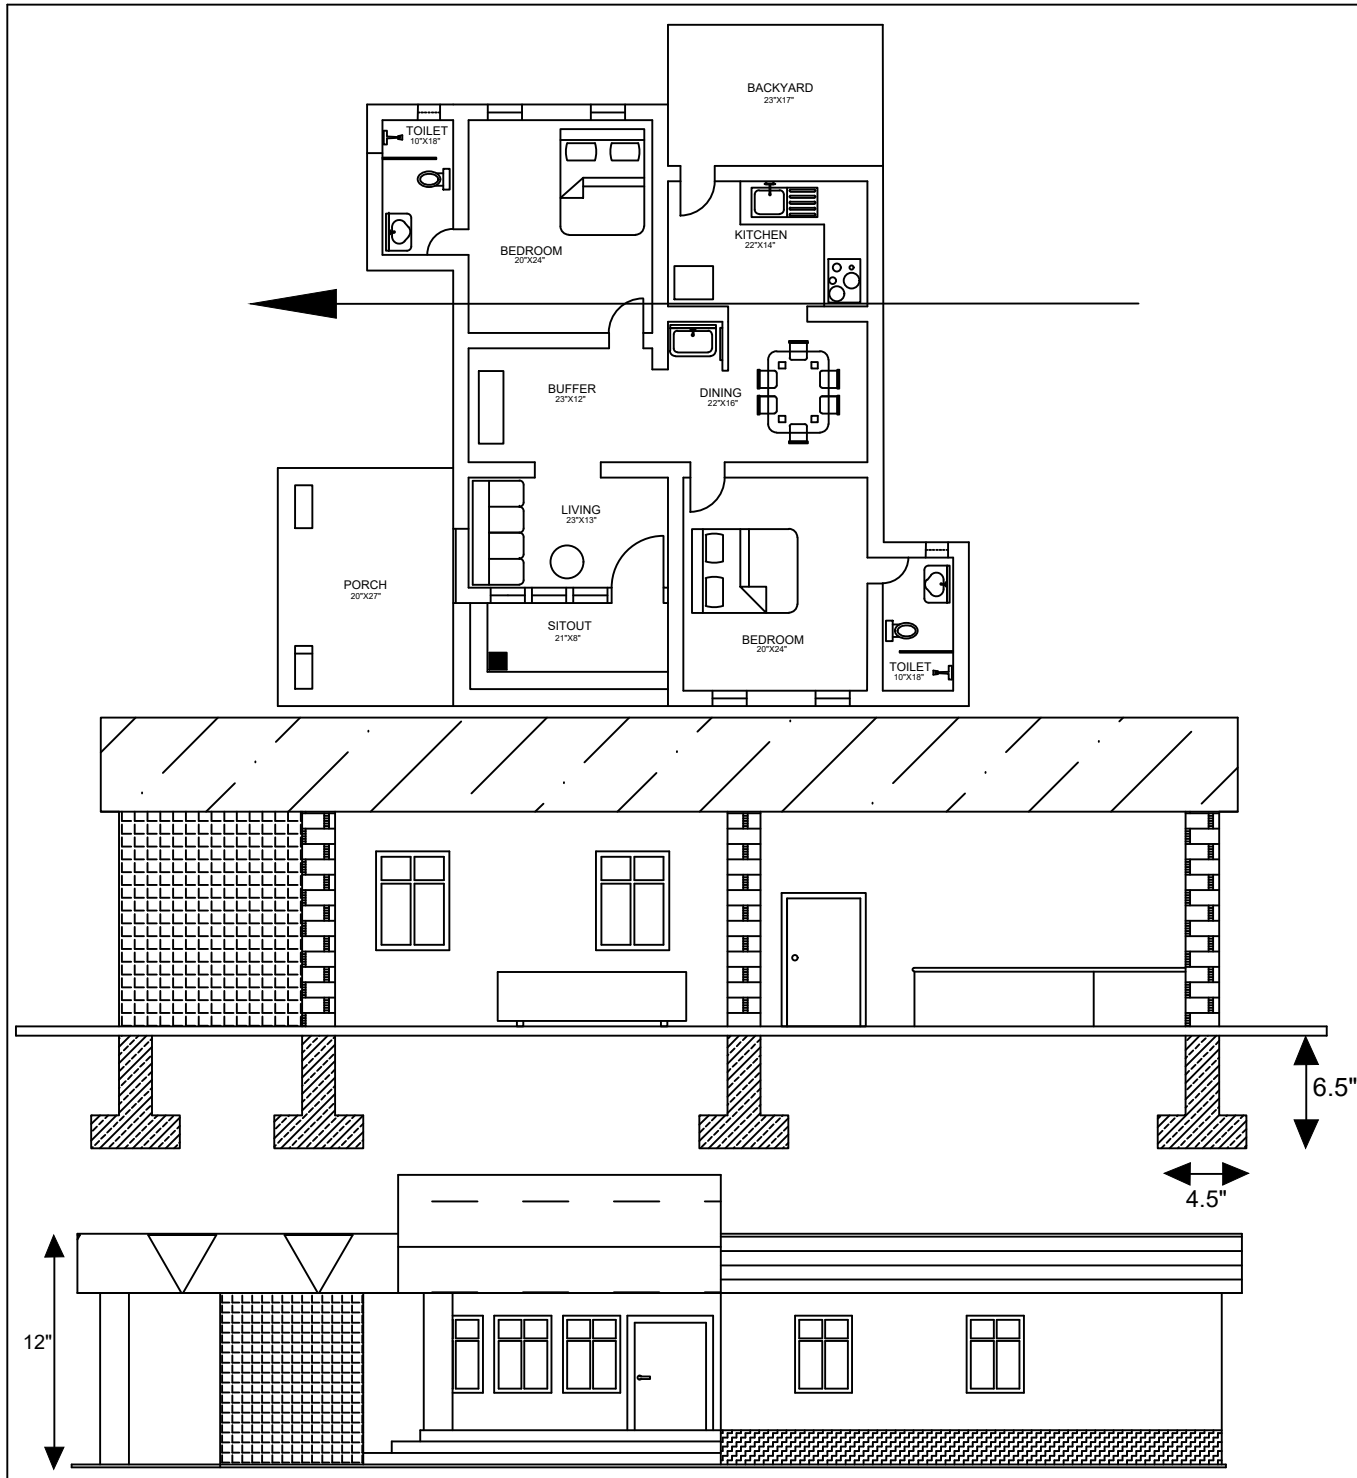 BACKYARD
23"X17"
TOILET
10"X18"
BEDROOM
20"X24"
KITCHEN
22"X14"
BUFFER
23"X12"
DINING
22"X16"
LIVING
23"X13"
PORCH
20"X27"
SITOUT
21"X8"
BEDROOM
20"X24"
TOILET
10"X18"
6.5"
4.5"
12"